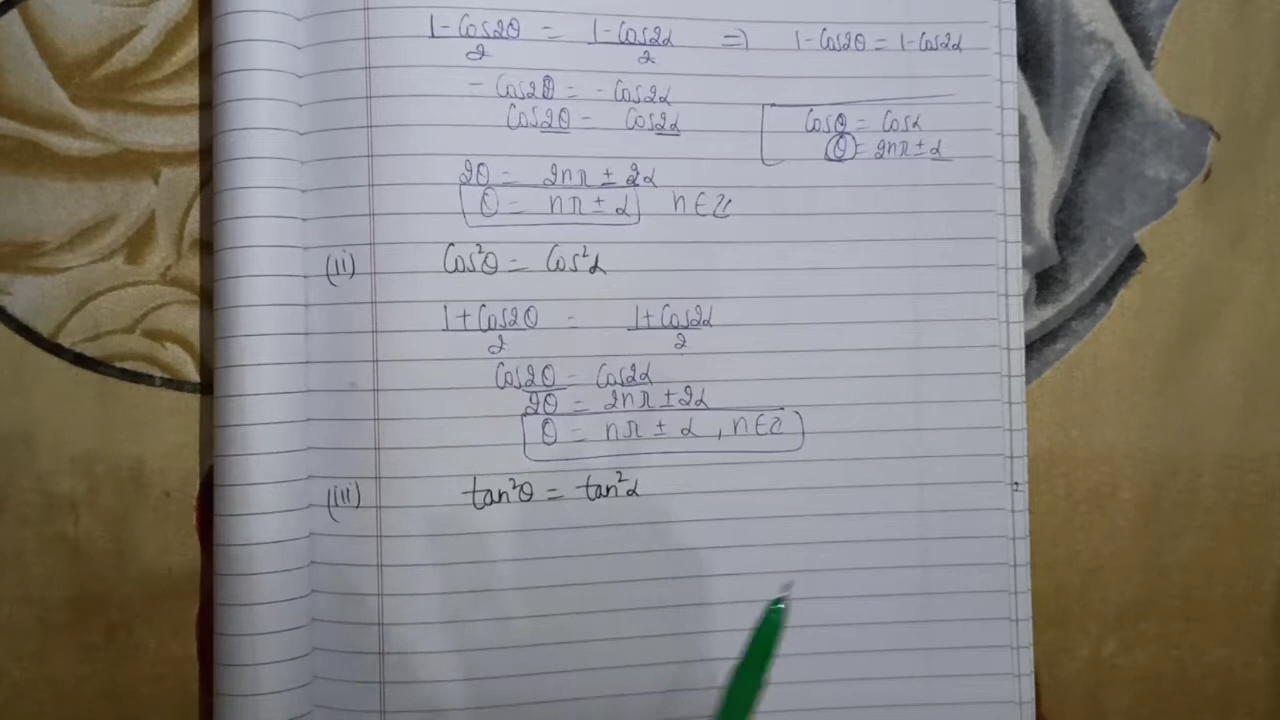 1-Cos2θ/2 = 1-Cos2α/2 ⇒ 1-Cos2θ = 1-Cos2α
-Cos2θ = -Cos2α
Cos2θ = Cos2α
Cosθ = Cosα
θ = 2nπ ± α
2θ = 2nπ ± 2α
θ = nπ ± α n∈Z
(ii) Cos²θ = Cos²α
1+Cos2θ/2 = 1+Cos2α/2
Cos2θ = Cos2α
2θ = 2nπ ± 2α
θ = nπ ± α , n∈Z
(iii) tan²θ = tan²α